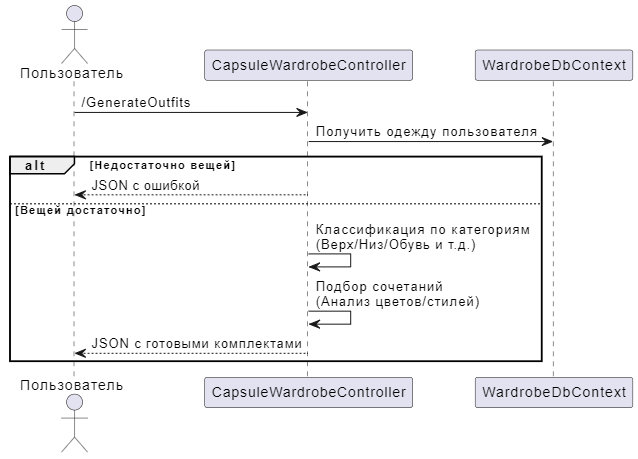 Пользователь
CapsuleWardrobeController
WardrobeDbContext
/GenerateOutfits
Получить одежду пользователя
alt
[Недостаточно вещей]
JSON с ошибкой
[Вещей достаточно]
Классификация по категориям
(Верх/Низ/Обувь и т.д.)
Подбор сочетаний
(Анализ цветов/стилей)
JSON с готовыми комплектами
Пользователь
CapsuleWardrobeController
WardrobeDbContext